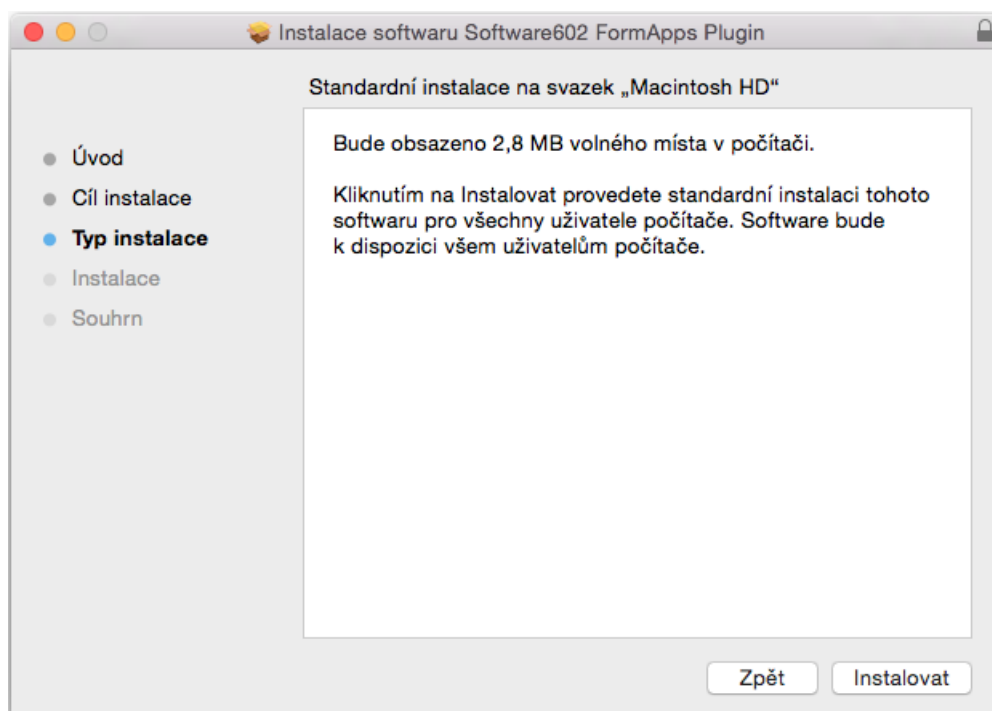 Instalace softwaru Software602 FormApps Plugin
Standardní instalace na svazek „Macintosh HD“
Úvod
Cíl instalace
Typ instalace
Instalace
Souhrn
Bude obsazeno 2,8 MB volného místa v počítači.
Kliknutím na Instalovat provedete standardní instalaci tohoto
softwaru pro všechny uživatele počítače. Software bude
k dispozici všem uživatelům počítače.
Zpět
Instalovat